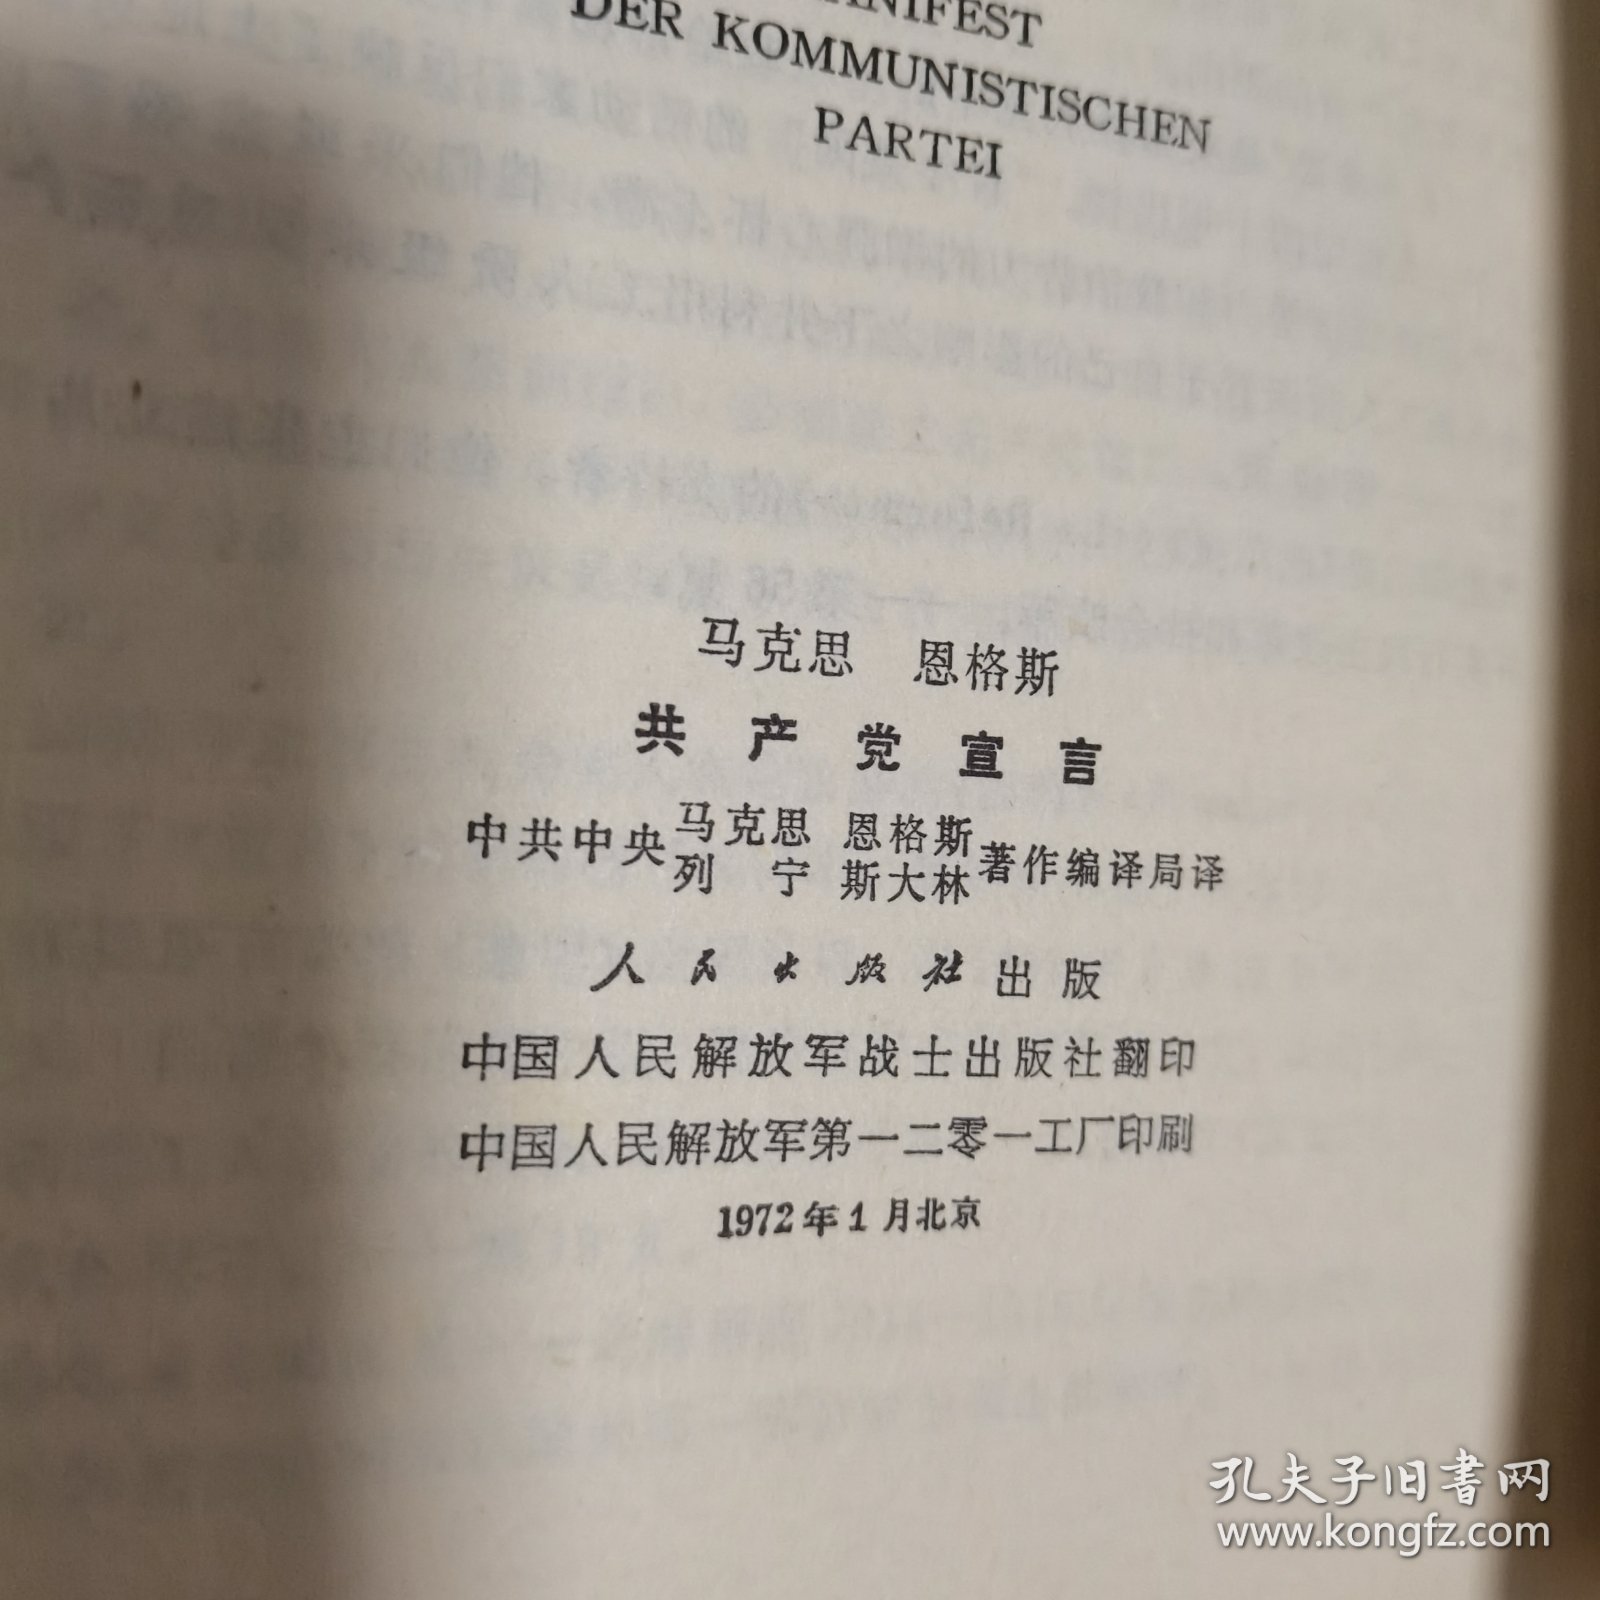 MANIFEST
DER KOMMUNISTISCHEN
PARTEI
马克思 恩格斯
共产党宣言
中共中央马克思 恩格斯
列宁 斯大林著作编译局译
人民出版社出版
中国人民解放军战士出版社翻印
中国人民解放军第一二零一工厂印刷
1972年1月北京
孔夫子旧书网
www.kongfz.com